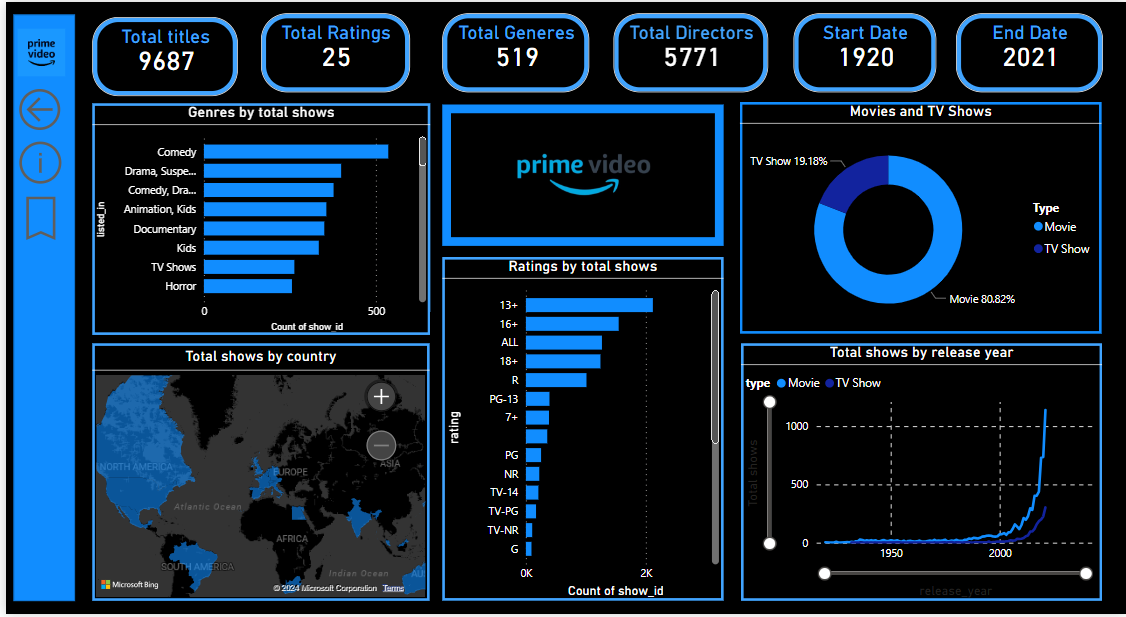 prime
video
Total titles
9687
Total Ratings
25
Total Generes
519
Total Directors
5771
Start Date
1920
End Date
2021
Genres by total shows
listed_in
Comedy
Drama, Suspe...
Comedy, Dra...
Animation, Kids
Documentary
Kids
TV Shows
Horror
0
500
Count of show_id
prime video
Movies and TV Shows
TV Show 19.18%
Movie 80.82%
Type
Movie
TV Show
Total shows by country
NORTH AMERICA
EUROPE
ASIA
Atlantic Ocean
AFRICA
SOUTH AMERICA
Indian Ocean
AU
Microsoft Bing
© 2024 Microsoft Corporation Terms
Ratings by total shows
rating
13+
16+
ALL
18+
R
PG-13
7+
PG
NR
TV-14
TV-PG
TV-NR
G
0K
2K
Count of show_id
Total shows by release year
type Movie TV Show
Total shows
1000
500
0
1950
2000
release_year